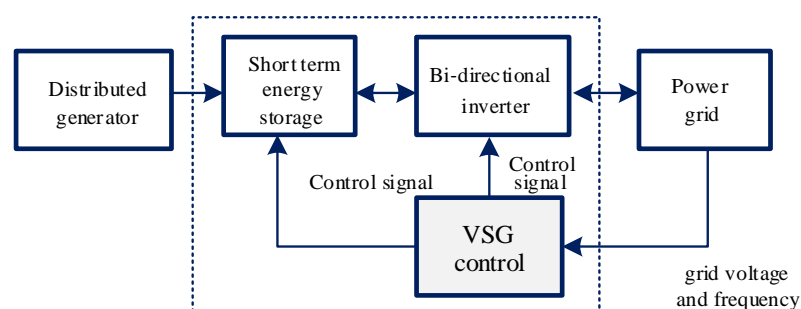 Distributed
generator
Short term
energy
storage
Bi-directional
inverter
Power
grid
Control signal
Control
signal
VSG
control
grid voltage
and frequency